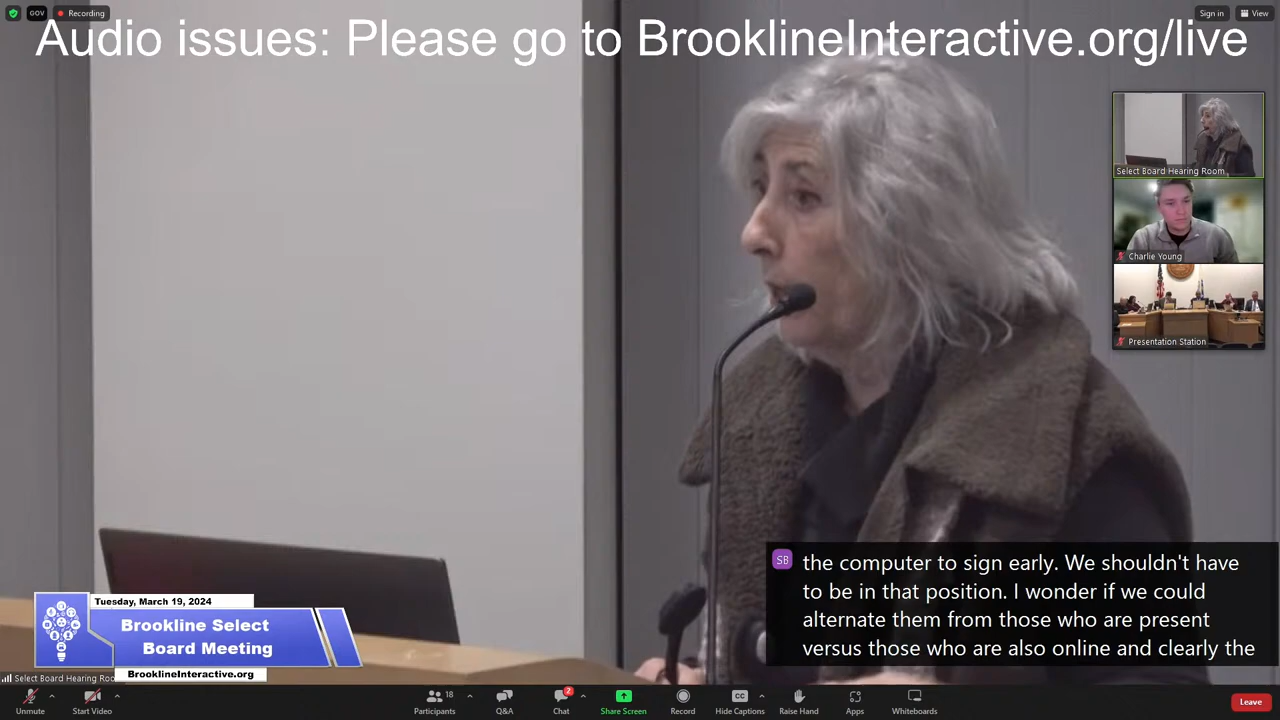 GOV
Recording
Sign in
View
Audio issues: Please go to BrooklineInteractive.org/live
Select Board Hearing Room
Charlie Young
Presentation Station
SB
the computer to sign early. We shouldn't have
to be in that position. I wonder if we could
alternate them from those who are present
versus those who are also online and clearly the
Tuesday, March 19, 2024
Brookline Select
Board Meeting
BrooklineInteractive.org
Select Board Hearing Roo
Unmute
Start Video
Participants
18
Q&A
Chat
2
Share Screen
Record
CC
Hide Captions
Raise Hand
Apps
Whiteboards
Leave